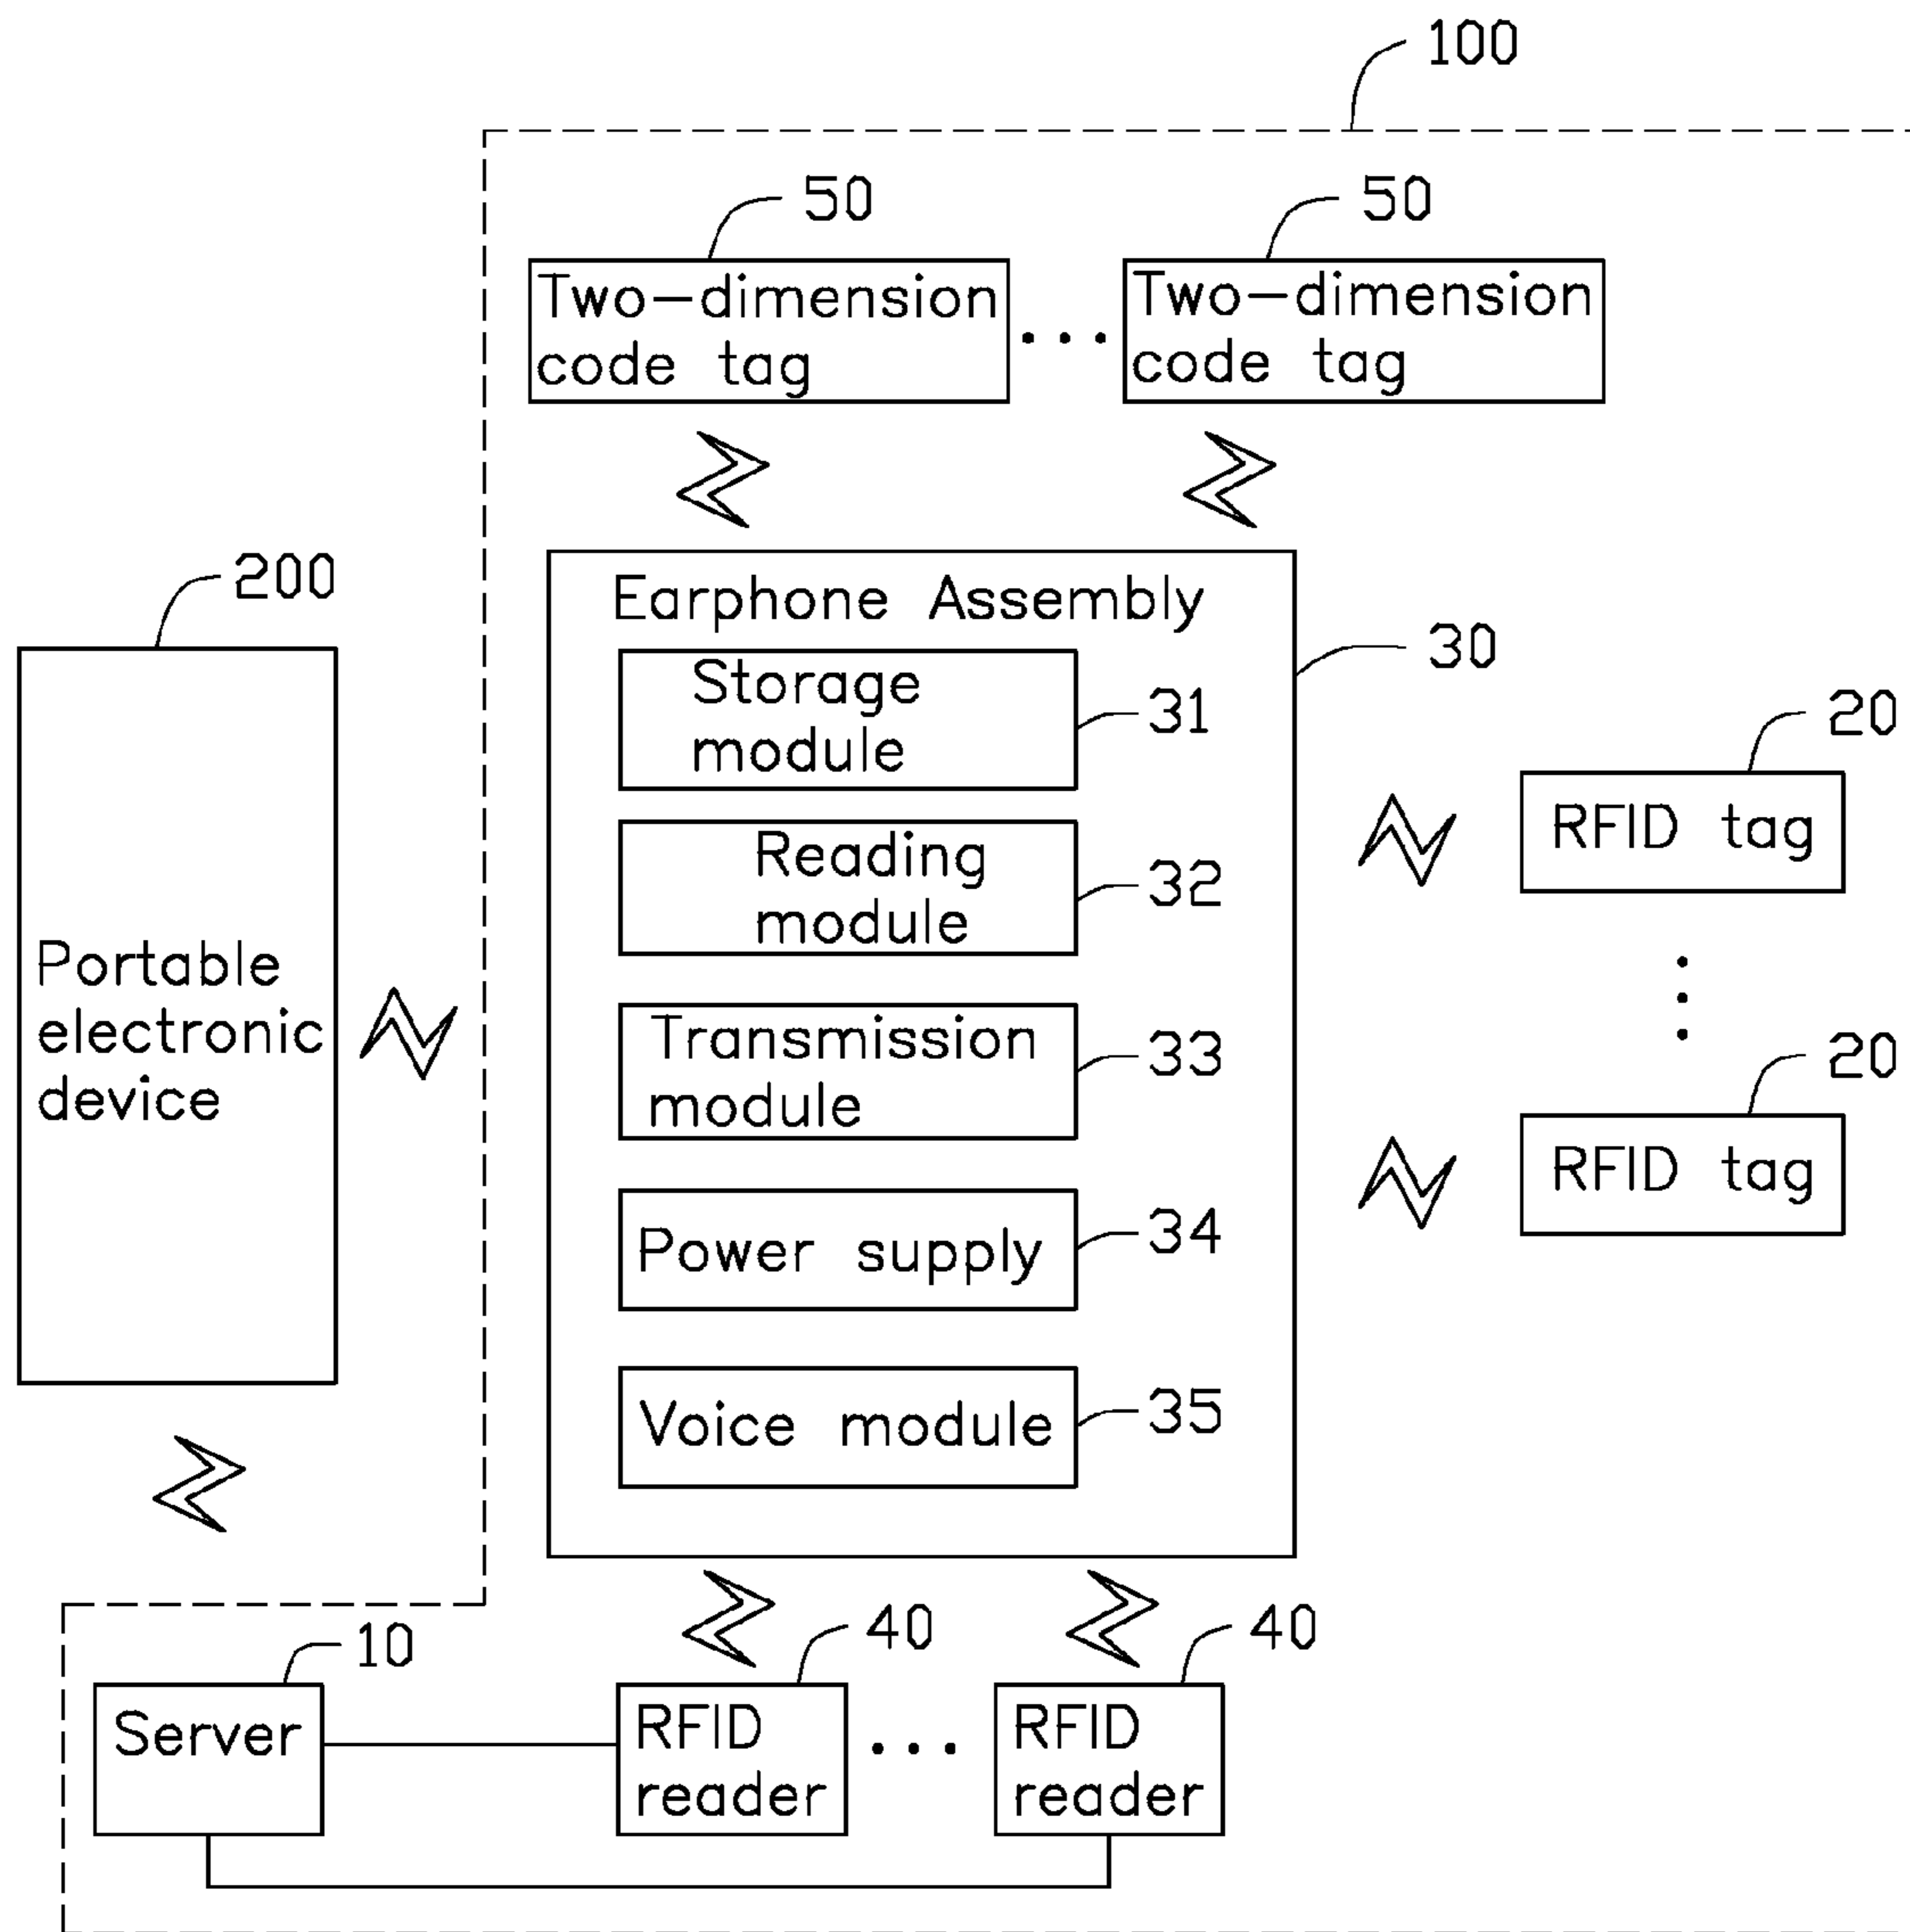 100
50
50
Two-dimension
code tag
Two-dimension
code tag
200
Earphone Assembly
30
Storage
module
31
20
RFID tag
Reading
module
32
Portable
electronic
device
Transmission
module
33
20
RFID tag
Power supply
34
Voice module
35
10
40
40
Server
RFID
reader
RFID
reader